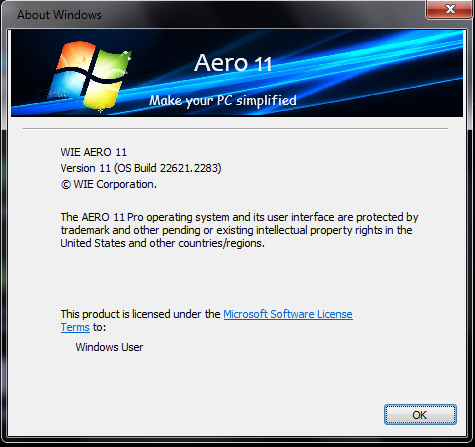 About Windows
Aero 11
Make your PC simplified
WIE AERO 11
Version 11 (OS Build 22621.2283)
© WIE Corporation.
The AERO 11 Pro operating system and its user interface are protected by
trademark and other pending or existing intellectual property rights in the
United States and other countries/regions.
This product is licensed under the Microsoft Software License
Terms to:
Windows User
OK